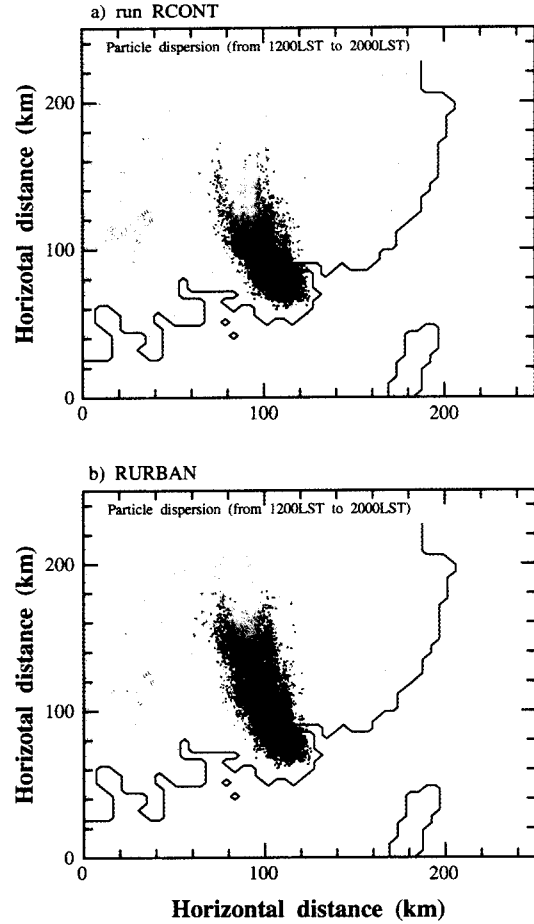 a) run RCONT
Particle dispersion (from 1200LST to 2000LST)
Horizotal distance (km)
200
100
0
0
100
200
b) RURBAN
Particle dispersion (from 1200LST to 2000LST)
Horizotal distance (km)
200
100
0
0
100
200
Horizontal distance (km)